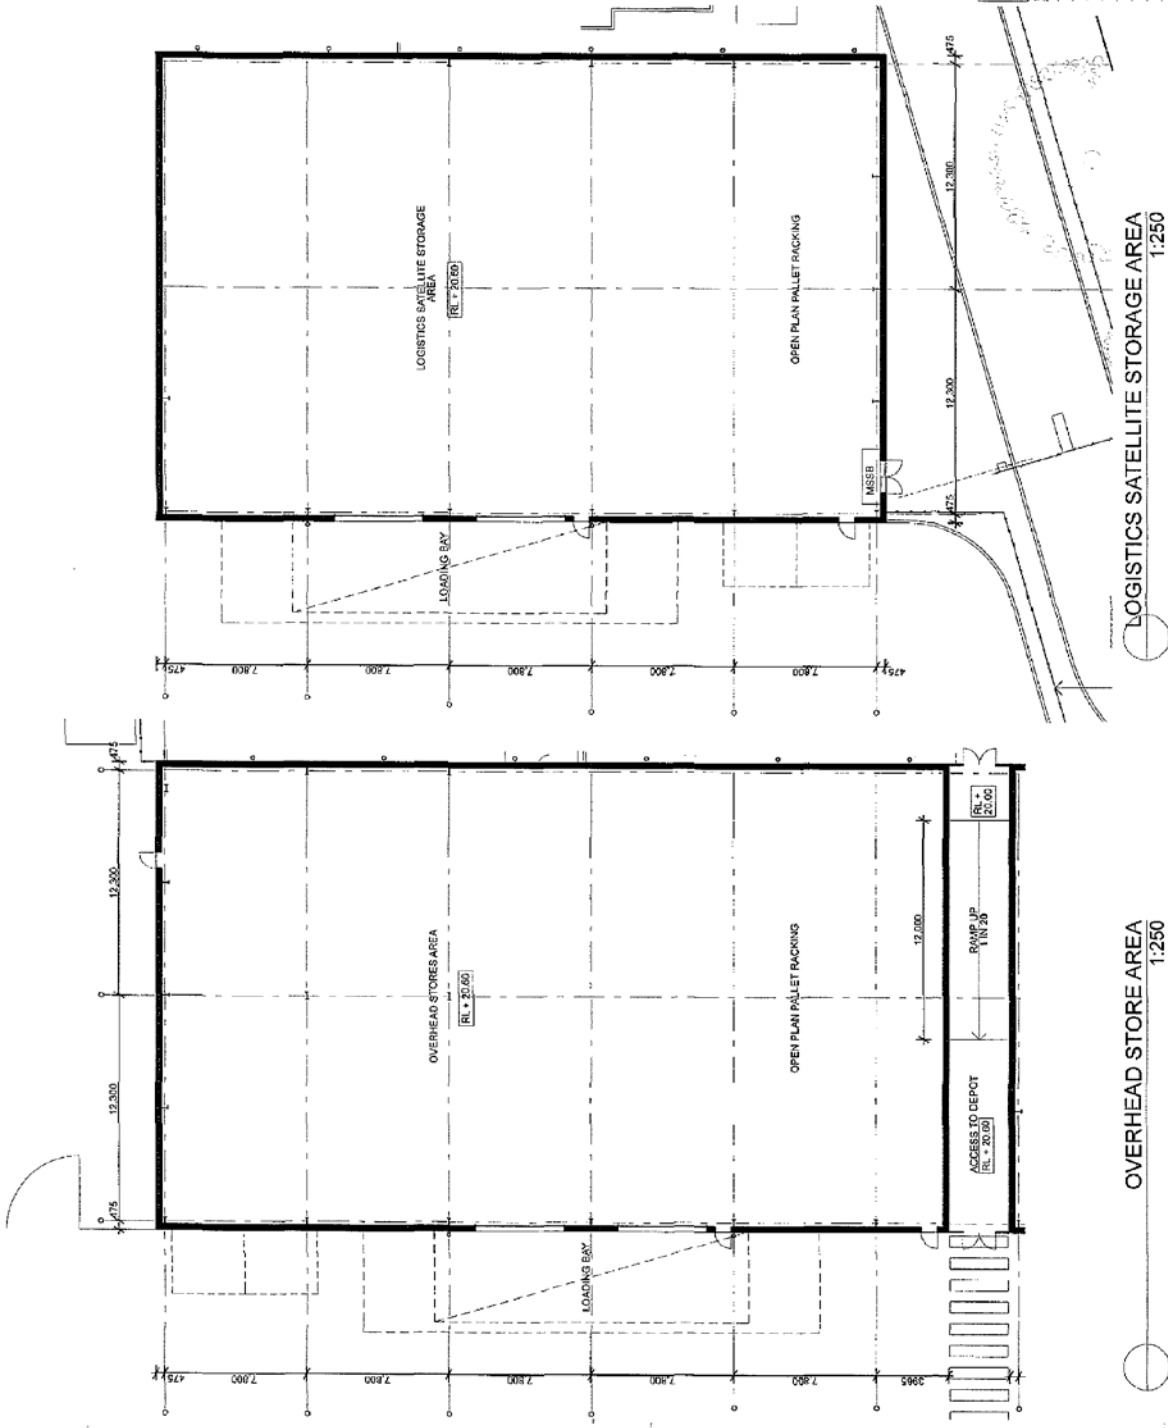 475
12,300
12,300
475
LOGISTICS SATELLITE STORAGE
AREA
RL + 20.60
OPEN PLAN PALLET RACKING
MSSB
LOADING BAY
475
7,800
7,800
7,800
7,800
7,800
475
LOGISTICS SATELLITE STORAGE AREA
1:250
475
12,300
12,300
475
OVERHEAD STORES AREA
RL + 20.60
OPEN PLAN PALLET RACKING
12,000
RL +
20.00
RAMP UP
1 IN 20
ACCESS TO DEPOT
RL + 20.60
LOADING BAY
475
7,800
7,800
7,800
7,800
7,800
3965
OVERHEAD STORE AREA
1:250